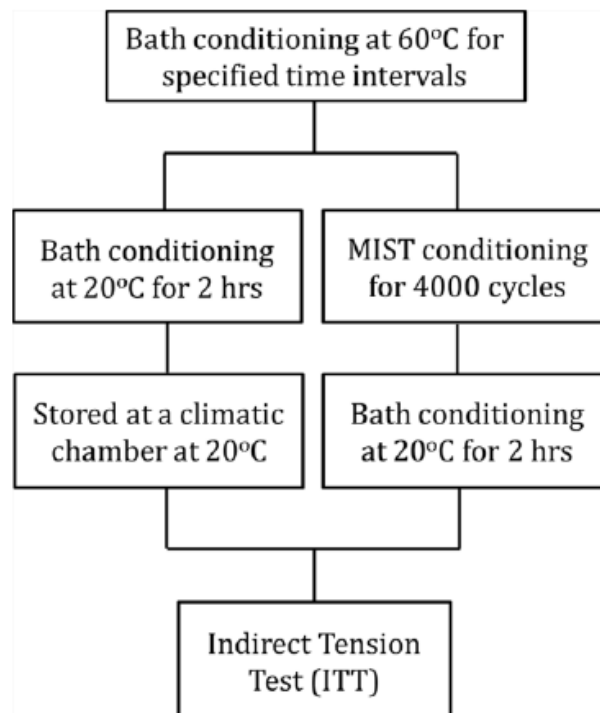 Bath conditioning at 60°C for
specified time intervals
Bath conditioning
at 20°C for 2 hrs
MIST conditioning
for 4000 cycles
Stored at a climatic
chamber at 20°C
Bath conditioning
at 20°C for 2 hrs
Indirect Tension
Test (ITT)